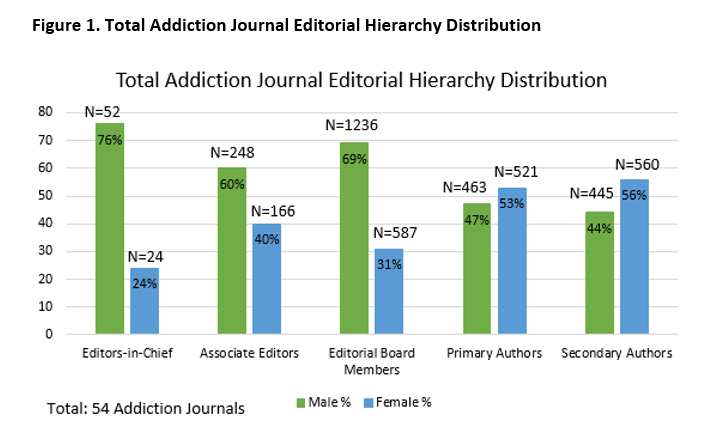 Figure 1. Total Addiction Journal Editorial Hierarchy Distribution
Total Addiction Journal Editorial Hierarchy Distribution
80
70
60
50
40
30
20
10
0
N=52
76%
N=24
24%
N=248
60%
N=166
40%
N=1236
69%
N=587
31%
N=463
47%
N=521
53%
N=445
44%
N=560
56%
Editors-in-Chief
Associate Editors
Editorial Board
Members
Primary Authors
Secondary Authors
Total: 54 Addiction Journals
Male %
Female %